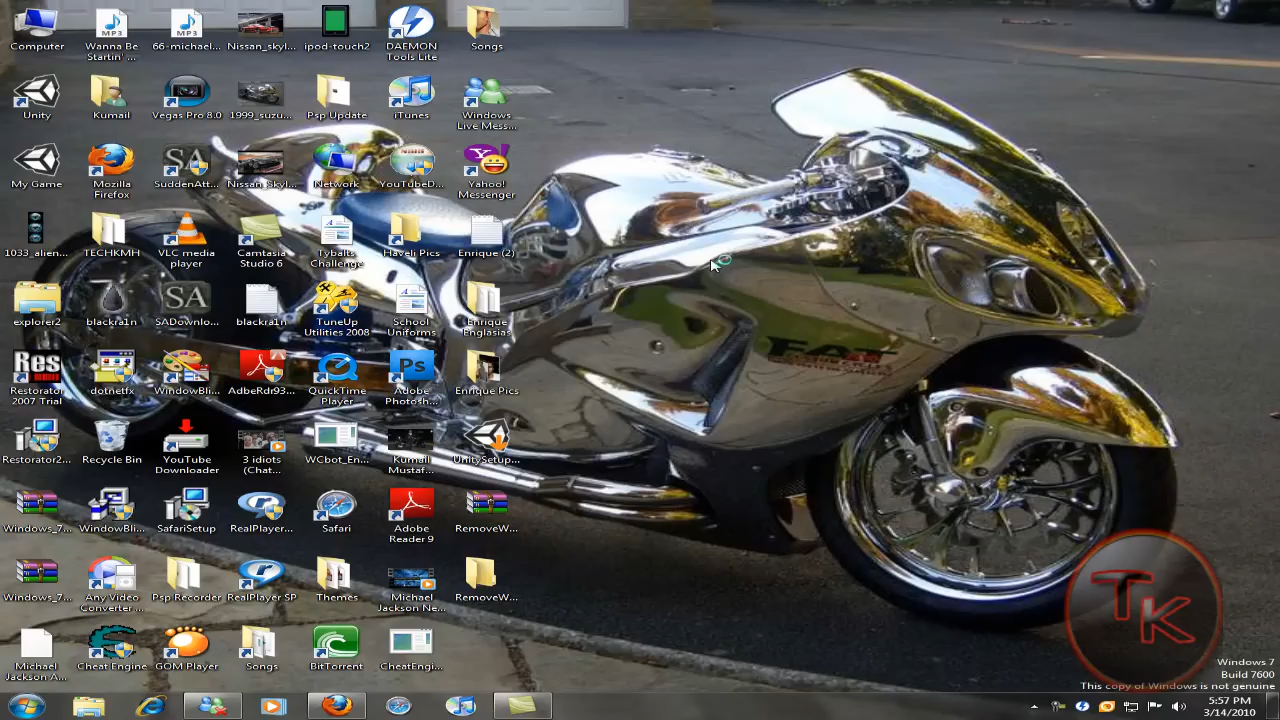 Computer
Wanna Be
Startin' ...
66-michael...
Nissan_skyl...
ipod-touch2
DAEMON
Tools Lite
Songs
Unity
Kumail
Vegas Pro 8.0
1999_suzu...
Psp Update
iTunes
Windows
Live Mess...
My Game
Mozilla
Firefox
SuddenAtt...
Nissan_Skyl...
Network
YouTubeD...
Yahoo!
Messenger
1033_alien...
TECHKMH
VLC media
player
Camtasia
Studio 6
Tybalts
Challenge
Haveli Pics
Enrique (2)
explorer2
blackra1n
SADownlo...
blackra1n
TuneUp
Utilities 2008
School
Uniforms
Enrique
Englasias
Restorator
2007 Trial
dotnetfx
WindowBli...
AdbeRdr93...
QuickTime
Player
Adobe
Photosh...
Enrique Pics
Restorator2...
Recycle Bin
YouTube
Downloader
3 idiots
(Chat...
WCbot_En...
Kumail
Mustaf...
UnitySetup...
Windows_7...
WindowBli...
SafariSetup
RealPlayer...
Safari
Adobe
Reader 9
RemoveW...
Windows_7...
Any Video
Converter ...
Psp Recorder
RealPlayer SP
Themes
Michael
Jackson Ne...
RemoveW...
Michael
Jackson A...
Cheat Engine
GOM Player
Songs
BitTorrent
CheatEngi...
TK
Windows 7
Build 7600
This copy of Windows is not genuine
5:57 PM
3/14/2010